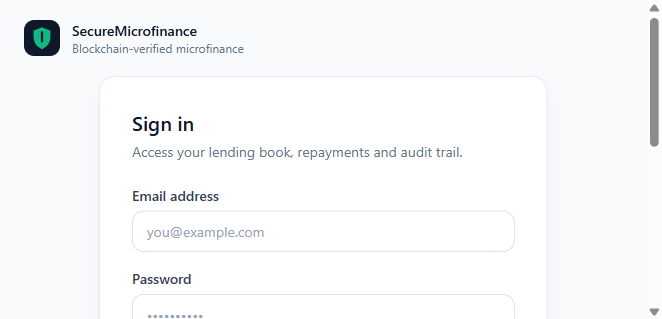 SecureMicrofinance
Blockchain-verified microfinance
Sign in
Access your lending book, repayments and audit trail.
Email address
you@example.com
Password
••••••••••